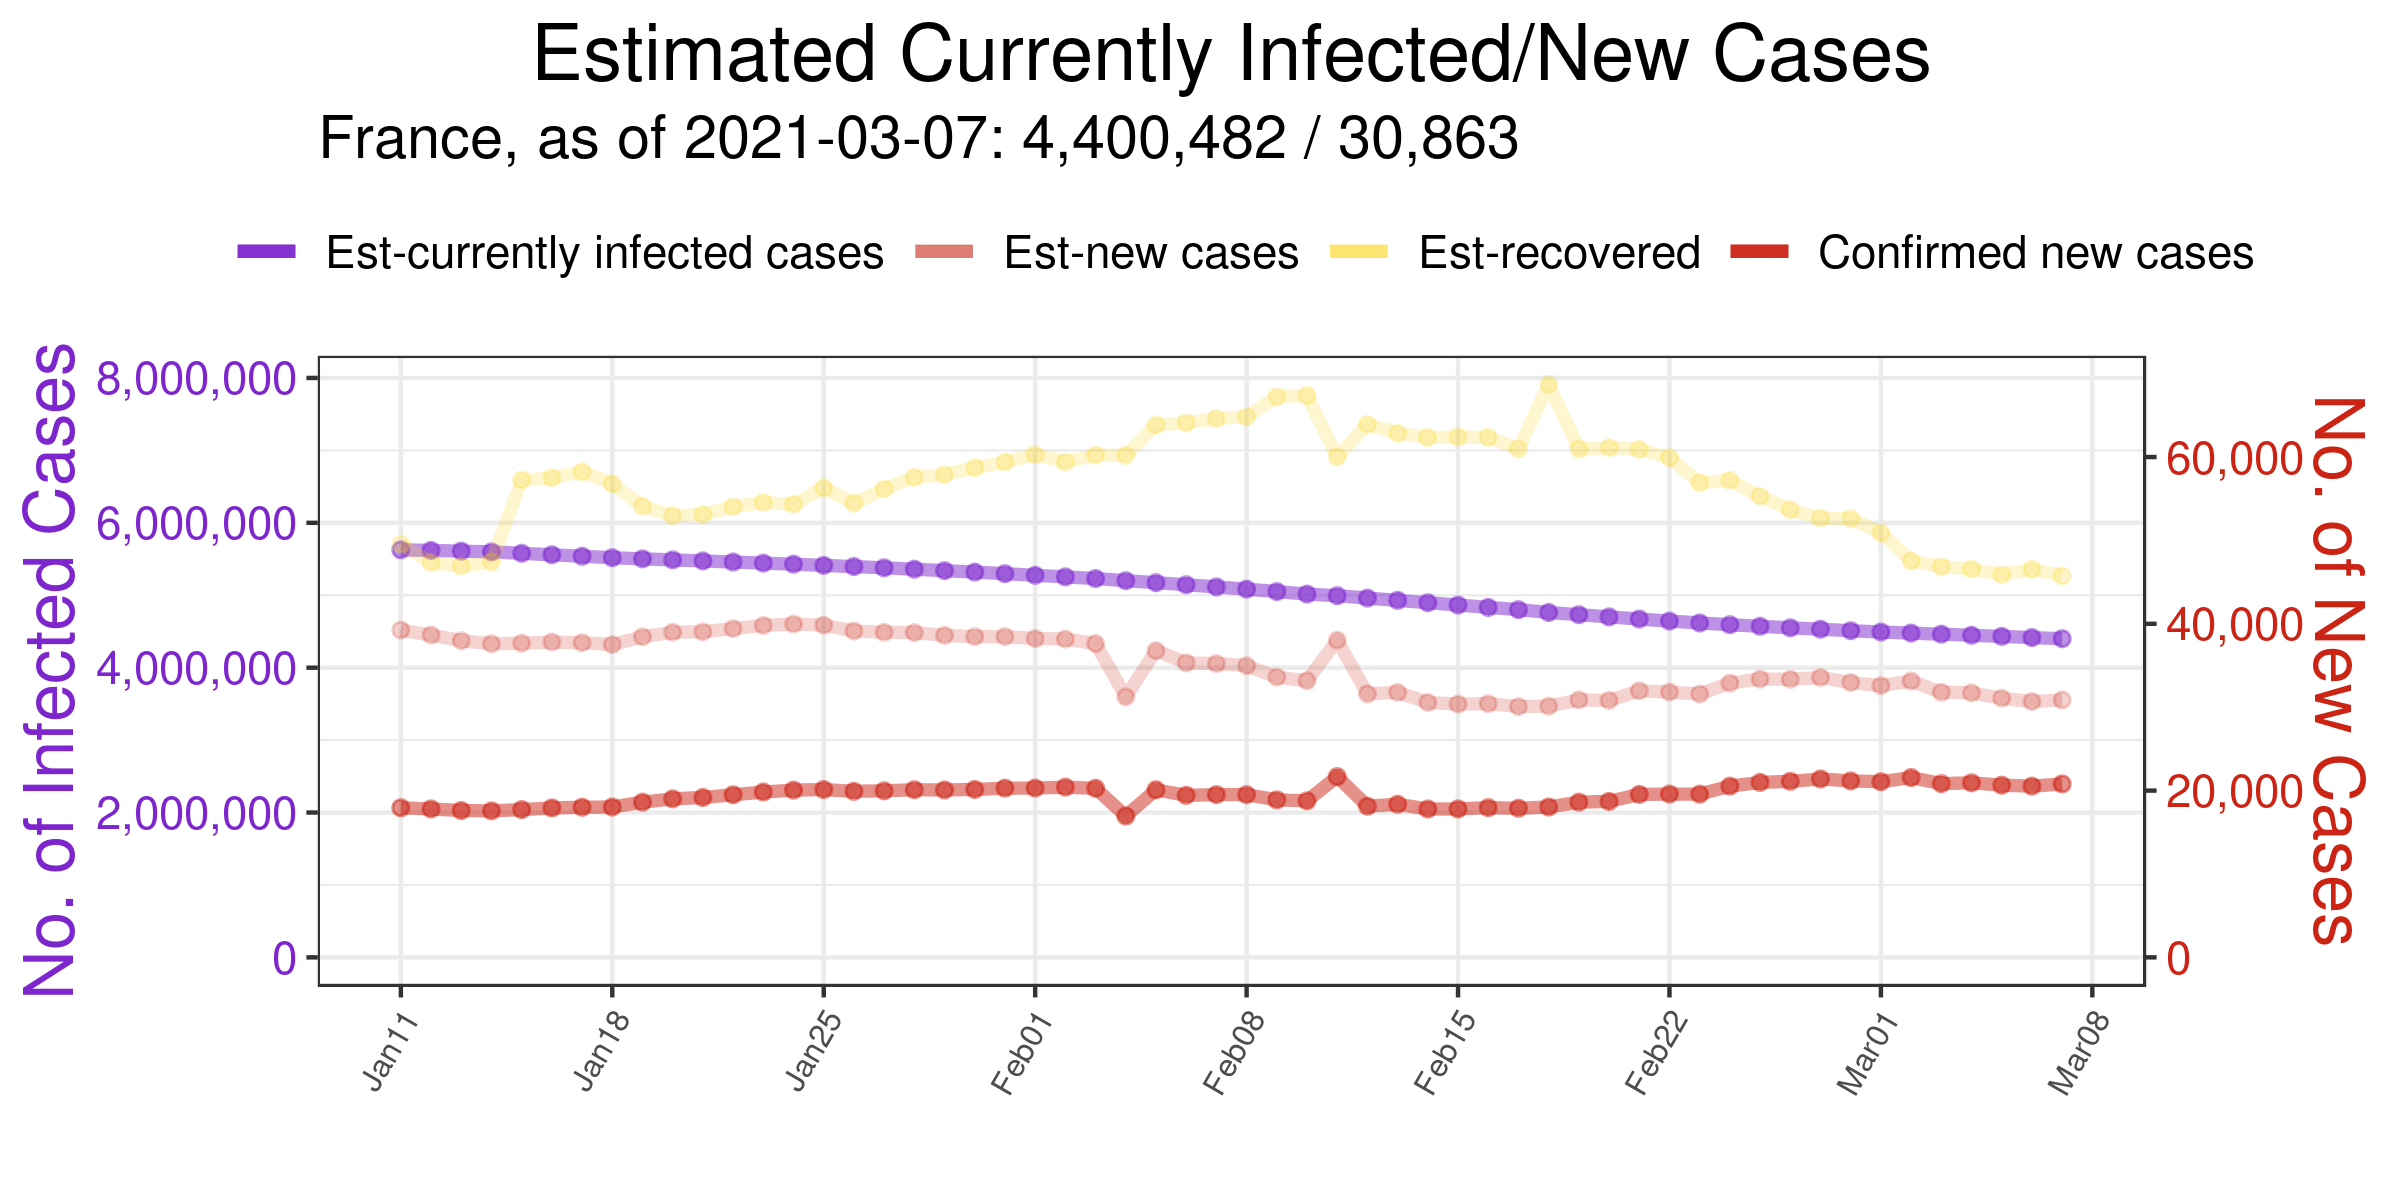 Estimated Currently Infected/New Cases
France, as of 2021-03-07: 4,400,482 / 30,863
Est-currently infected cases Est-new cases Est-recovered Confirmed new cases
No. of Infected Cases
8,000,000
6,000,000
4,000,000
2,000,000
0
60,000
40,000
20,000
0
No. of New Cases
Jan11 Jan18 Jan25 Feb01 Feb08 Feb15 Feb22 Mar01 Mar08